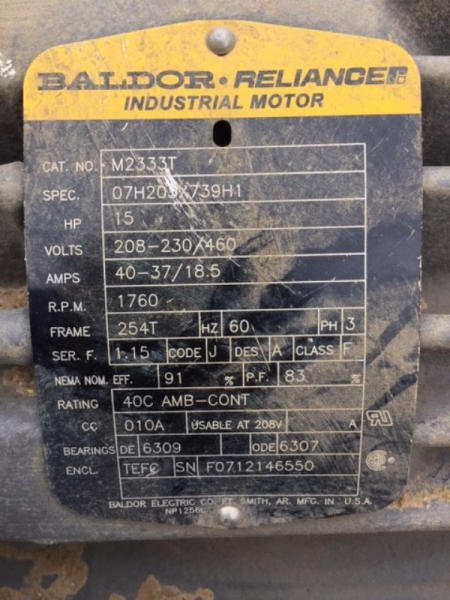 BALDOR • RELIANCE
INDUSTRIAL MOTOR
CAT. NO. M2333T
SPEC. 07H203X739H1
HP 15
VOLTS 208-230/460
AMPS 40-37/18.5
R.P.M. 1760
FRAME 254T HZ 60 PH 3
SER. F. 1.15 CODE J DES A CLASS F
NEMA NOM. EFF. 91 % P.F. 83 %
RATING 40C AMB-CONT
CC 010A USABLE AT 208V A
BEARINGS DE 6309 ODE 6307
ENCL. TEFC SN F0712146550
BALDOR ELECTRIC CO. FT. SMITH, AR. MFG. IN U.S.A.